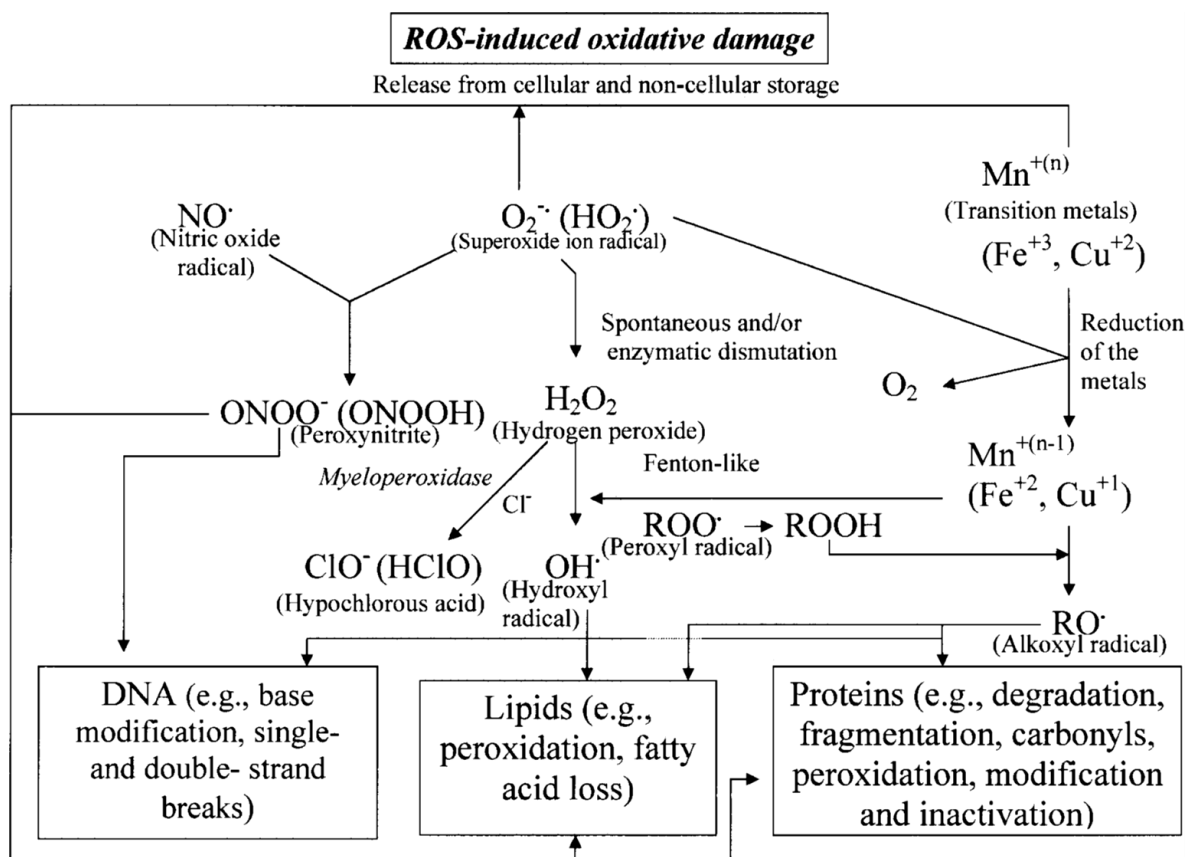 ROS-induced oxidative damage
Release from cellular and non-cellular storage
Mn⁺⁽ⁿ⁾
(Transition metals)
(Fe⁺³, Cu⁺²)
NO·
(Nitric oxide
radical)
O₂⁻· (HO₂·)
(Superoxide ion radical)
Spontaneous and/or
enzymatic dismutation
Reduction
of the
metals
O₂
ONOO⁻ (ONOOH)
(Peroxynitrite)
H₂O₂
(Hydrogen peroxide)
Mn⁺⁽ⁿ⁻¹⁾
(Fe⁺², Cu⁺¹)
Myeloperoxidase
Cl⁻
Fenton-like
ROO·
(Peroxyl radical)
ROOH
ClO⁻ (HClO)
(Hypochlorous acid)
OH·
(Hydroxyl
radical)
RO·
(Alkoxyl radical)
DNA (e.g., base
modification, single-
and double- strand
breaks)
Lipids (e.g.,
peroxidation, fatty
acid loss)
Proteins (e.g., degradation,
fragmentation, carbonyls,
peroxidation, modification
and inactivation)